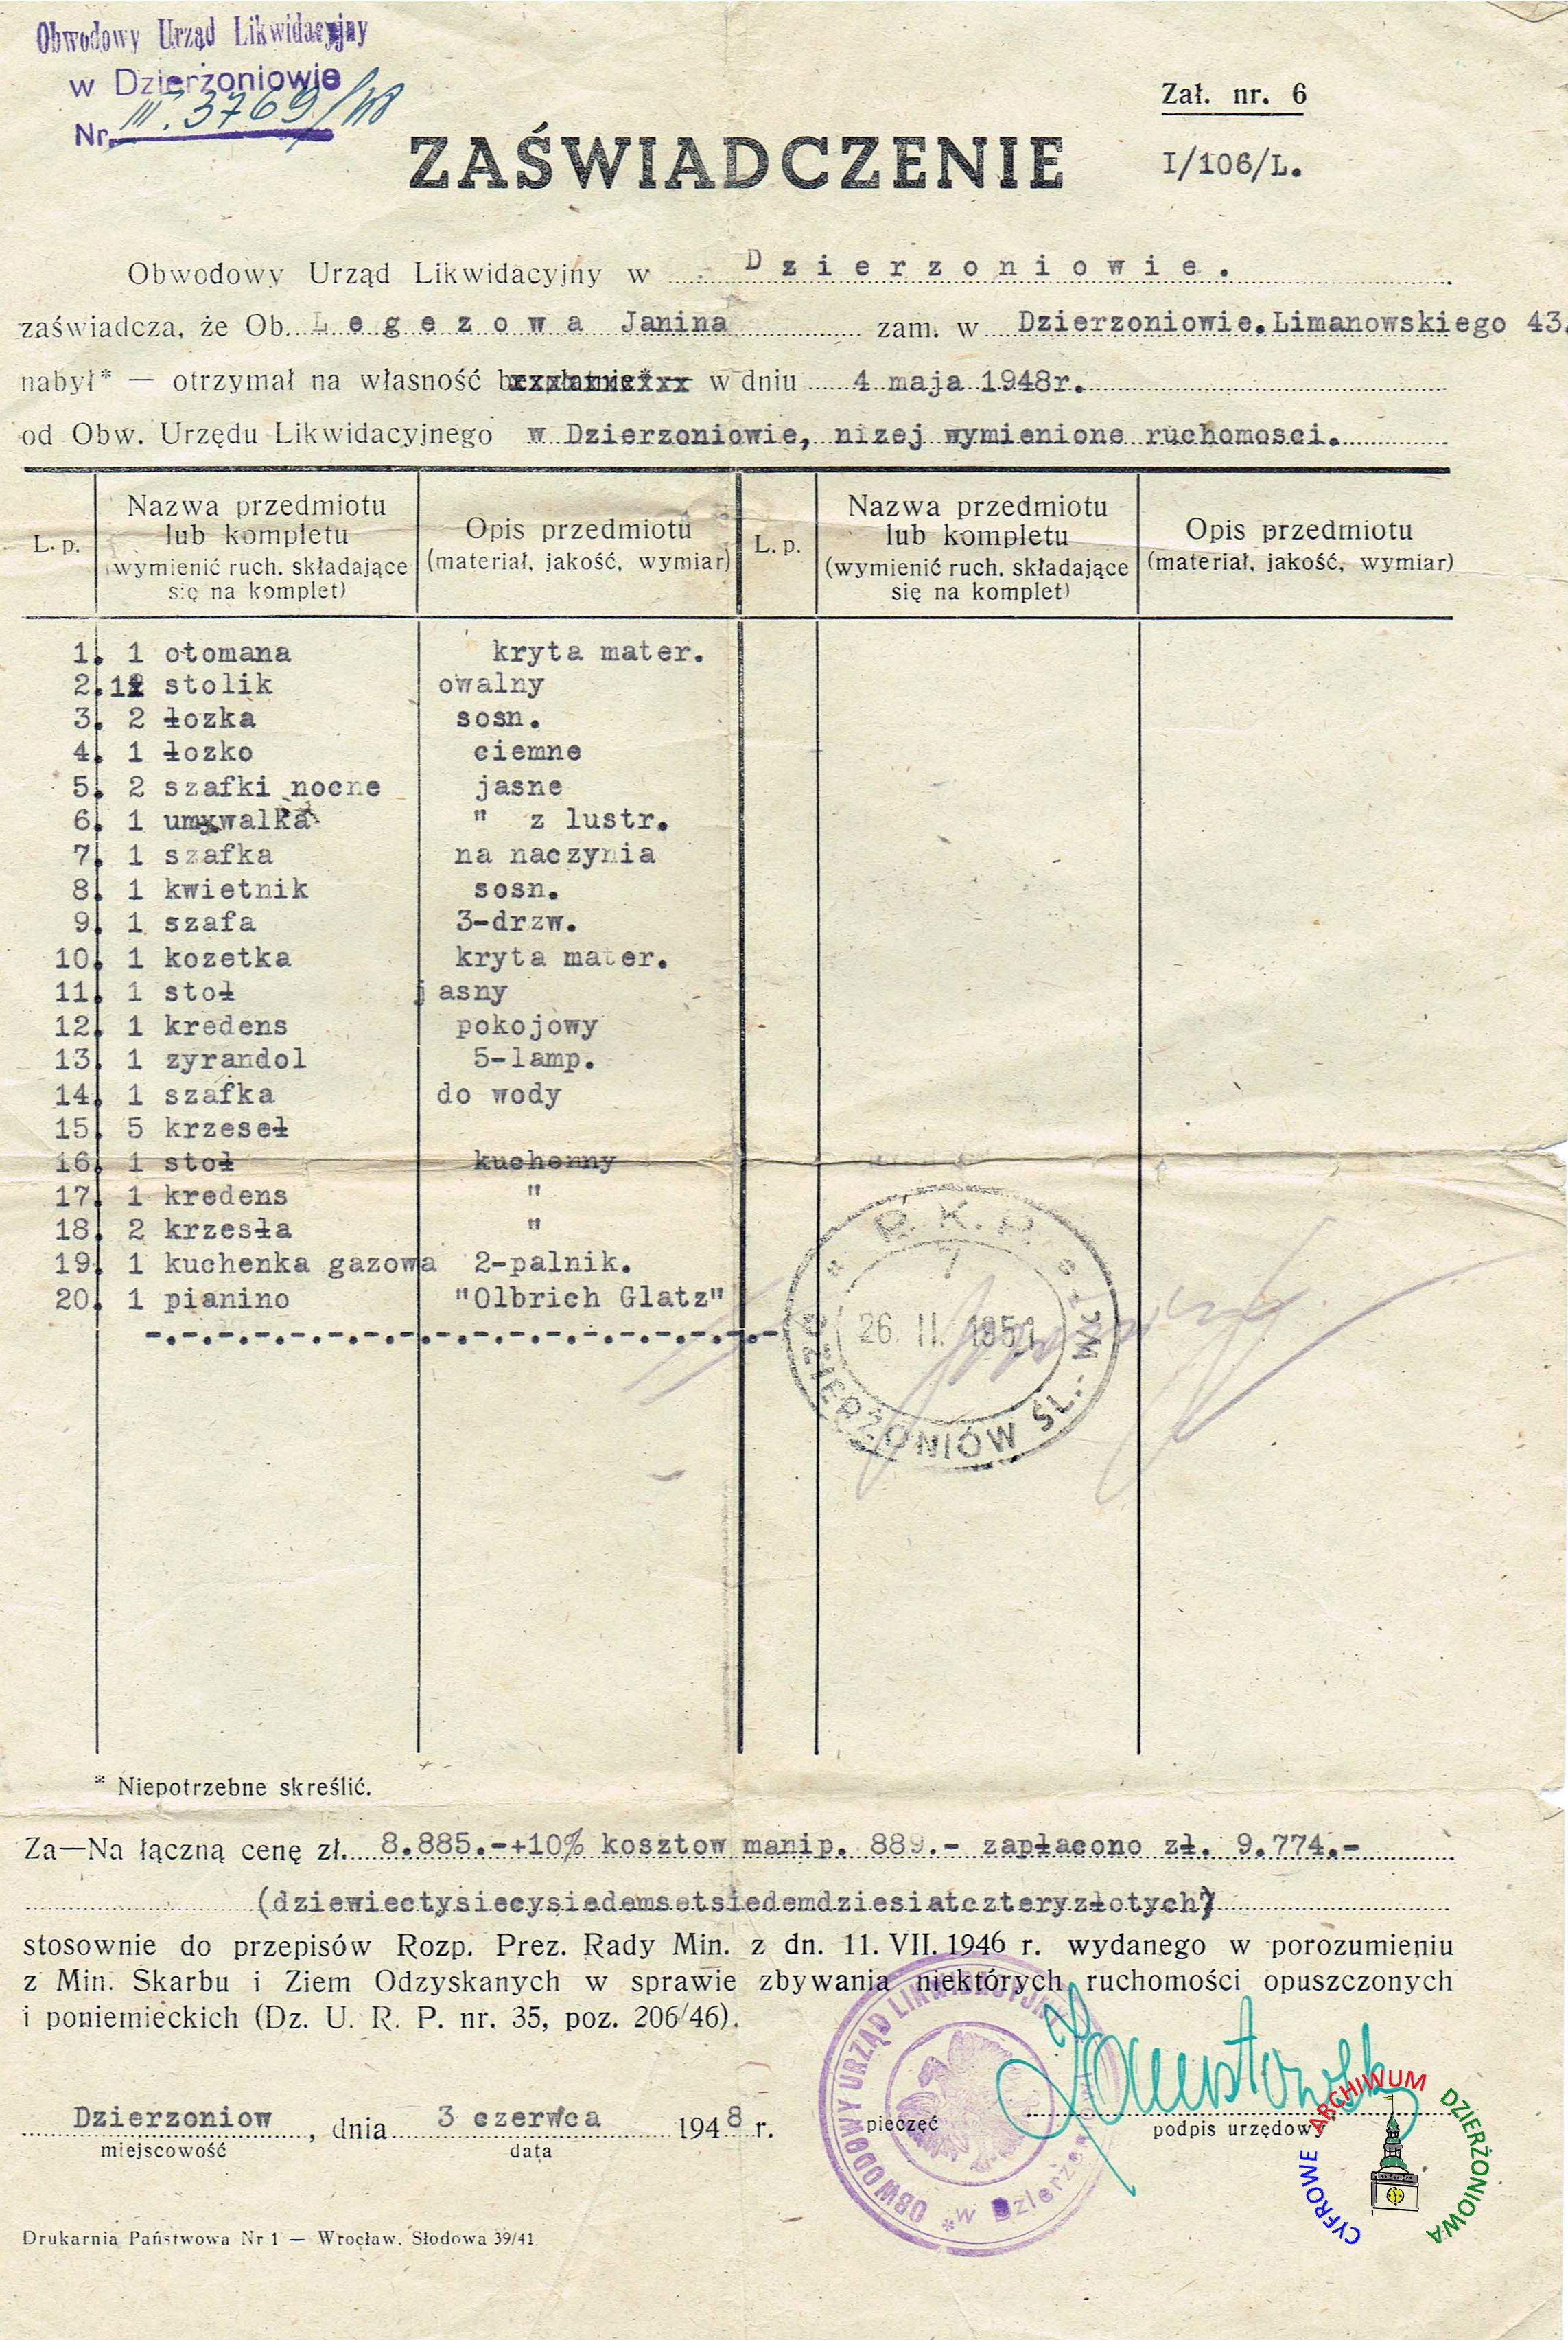 Obwodowy Urząd Likwidacyjny
w Dzierżoniowie
Nr. III. 3769/48
Zał. nr. 6
ZAŚWIADCZENIE
I/106/L.
Obwodowy Urząd Likwidacyjny w Dzierzoniowie.
zaświadcza, że Ob. Legezowa Janina zam. w Dzierzoniowie.Limanowskiego 43.
nabył* — otrzymał na własność w dniu 4 maja 1948r.
od Obw. Urzędu Likwidacyjnego w Dzierzoniowie, nizej wymienione ruchomosci.
L. p. Nazwa przedmiotu lub kompletu (wymienić ruch. składające się na komplet) Opis przedmiotu (materiał, jakość, wymiar) L. p. Nazwa przedmiotu lub kompletu (wymienić ruch. składające się na komplet) Opis przedmiotu (materiał, jakość, wymiar)
1. 1 otomana kryta mater.
2. 1 stolik owalny
3. 2 łozka sosn.
4. 1 łozko ciemne
5. 2 szafki nocne jasne
6. 1 umywalka " z lustr.
7. 1 szafka na naczynia
8. 1 kwietnik sosn.
9. 1 szafa 3-drzw.
10. 1 kozetka kryta mater.
11. 1 stoł jasny
12. 1 kredens pokojowy
13. 1 zyrandol 5-lamp.
14. 1 szafka do wody
15. 5 krzeseł
16. 1 stoł kuchenny
17. 1 kredens "
18. 2 krzesła "
19. 1 kuchenka gazowa 2-palnik.
20. 1 pianino "Olbrich Glatz"
-.-.-.-.-.-.-.-.-.-.-.-.-.-.-
P. K. P.
7
26. II. 1951
DZIERŻONIÓW ŚL.
* Niepotrzebne skreślić.
Za—Na łączną cenę zł. 8.885.-+10% kosztow manip. 889.- zapłacono zł. 9.774.-
(dziewiectysiecysiedemsetsiedemdziesiatczteryzłotych)
stosownie do przepisów Rozp. Prez. Rady Min. z dn. 11. VII. 1946 r. wydanego w porozumieniu
z Min. Skarbu i Ziem Odzyskanych w sprawie zbywania niektórych ruchomości opuszczonych
i poniemieckich (Dz. U. R. P. nr. 35, poz. 206/46).
OBWODOWY URZĄD LIKWIDACYJNY
* w Dzierżo
Dzierzoniow, dnia 3 czerwca 1948 r.
miejscowość data
pieczęć podpis urzędowy
CYFROWE ARCHIWUM DZIERŻONIOWA
Drukarnia Państwowa Nr 1 — Wrocław, Słodowa 39/41